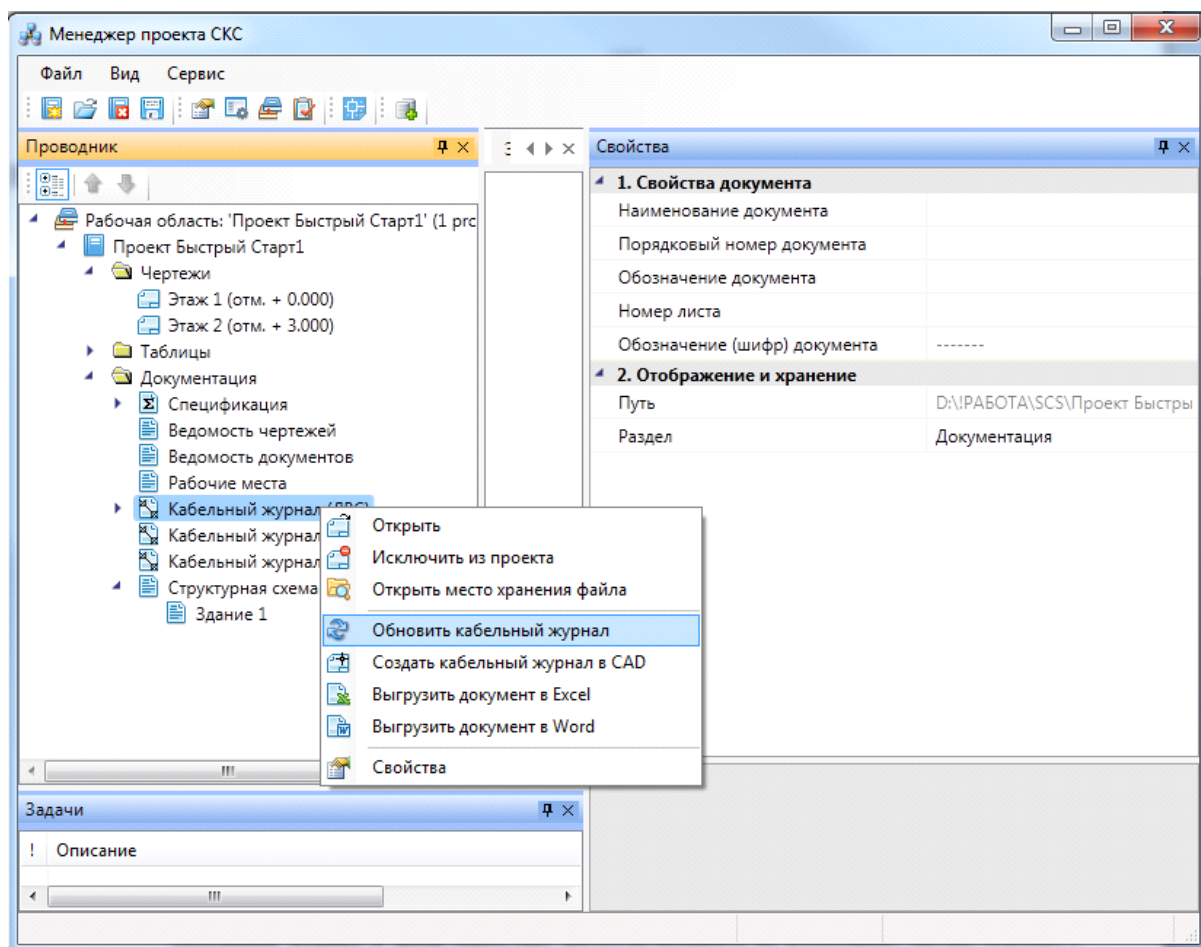 Менеджер проекта СКС
Файл Вид Сервис
Проводник
Свойства
Рабочая область: 'Проект Быстрый Старт1' (1 prc
Проект Быстрый Старт1
Чертежи
Этаж 1 (отм. + 0.000)
Этаж 2 (отм. + 3.000)
Таблицы
Документация
Спецификация
Ведомость чертежей
Ведомость документов
Рабочие места
Кабельный журнал (ЛВС)
Кабельный журнал
Кабельный журнал
Структурная схема
Здание 1
Открыть
Исключить из проекта
Открыть место хранения файла
Обновить кабельный журнал
Создать кабельный журнал в CAD
Выгрузить документ в Excel
Выгрузить документ в Word
Свойства
1. Свойства документа
Наименование документа
Порядковый номер документа
Обозначение документа
Номер листа
Обозначение (шифр) документа -------
2. Отображение и хранение
Путь D:\!РАБОТА\SCS\Проект Быстры
Раздел Документация
Задачи
! Описание